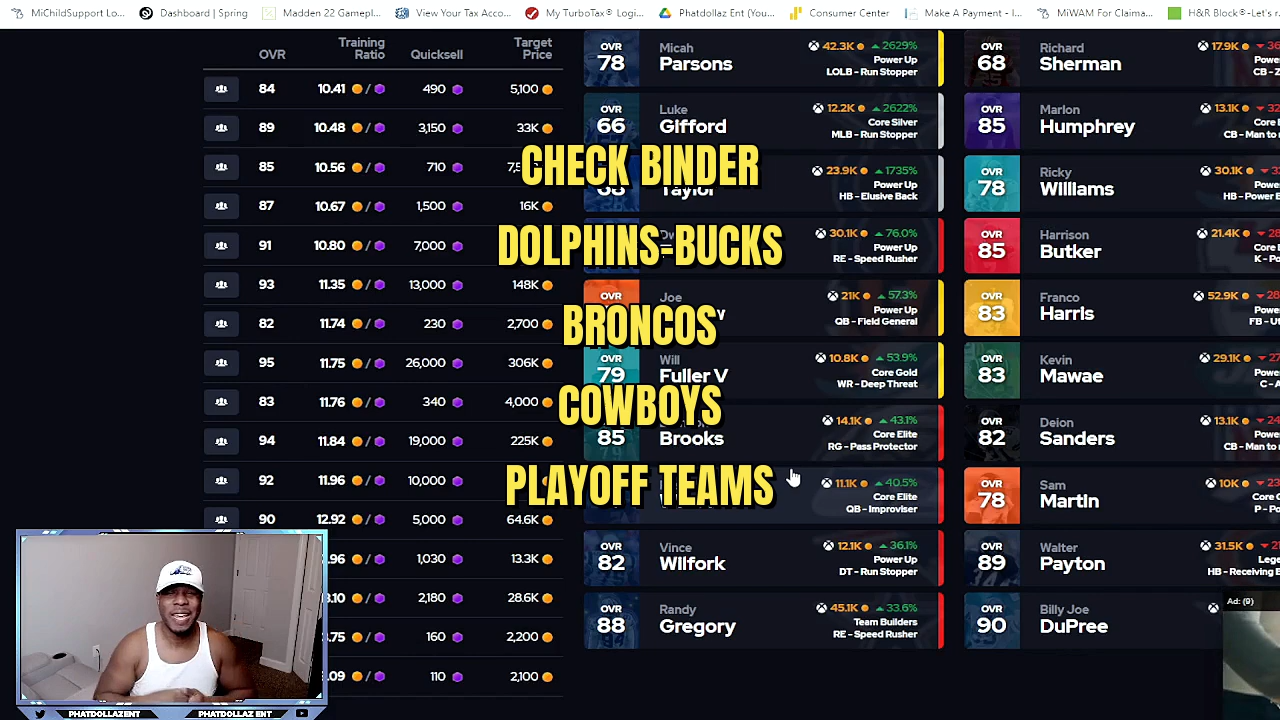 MiChildSupport Lo...
Dashboard | Spring
Madden 22 Gamepl...
View Your Tax Acco...
My TurboTax® Logi...
Phatdollaz Ent (You...
Consumer Center
Make A Payment - I...
MiWAM for Claima...
H&R Block®-Let's r...
OVR
Training Ratio
Quicksell
Target Price
84 10.41 / 490 5,100
89 10.43 / 3,150 33K
85 10.56 / 710
87 10.67 / 1,500 16K
91 10.80 / 7,000
93 11.35 / 13,000 148K
82 11.74 / 230 2,700
95 11.75 / 26,000 306K
83 11.76 / 340 4,000
94 11.84 / 19,000 225K
92 11.96 / 10,000
90 12.92 / 5,000 64.6K
/ 1,030 13.3K
/ 2,180 28.6K
/ 160 2,200
/ 110 2,100
OVR 78
Micah
Parsons
42.3K 2629%
Power Up
LOLB - Run Stopper
OVR 66
Luke
Gifford
12.2K 2622%
Core Silver
MLB - Run Stopper
Taylor
23.9K 1735%
Power Up
HB - Elusive Back
30.1K 76.0%
Power Up
RE - Speed Rusher
OVR
Joe
21K 57.3%
Power Up
QB - Field General
OVR 79
Will
Fuller V
10.8K 53.9%
Core Gold
WR - Deep Threat
85
Brooks
14.1K 43.1%
Core Elite
RG - Pass Protector
11.1K 40.5%
Core Elite
QB - Improviser
OVR 82
Vince
Wilfork
12.1K 36.1%
Power Up
DT - Run Stopper
OVR 88
Randy
Gregory
45.1K 33.6%
Team Builders
RE - Speed Rusher
OVR 68
Richard
Sherman
17.9K
OVR 85
Marlon
Humphrey
13.1K
CB - Man to
OVR 78
Ricky
Williams
30.1K
OVR 85
Harrison
Butker
21.4K
OVR 83
Franco
Harris
52.9K
OVR 83
Kevin
Mawae
29.1K
OVR 82
Deion
Sanders
13.1K
CB - Man to
OVR 78
Sam
Martin
10K
OVR 89
Walter
Payton
31.5K
HB - Receiving
OVR 90
Billy Joe
DuPree
Ad: (9)
CHECK BINDER
DOLPHINS-BUCKS
BRONCOS
COWBOYS
PLAYOFF TEAMS
PHATDOLLAZENT
PHATDOLLAZ ENT